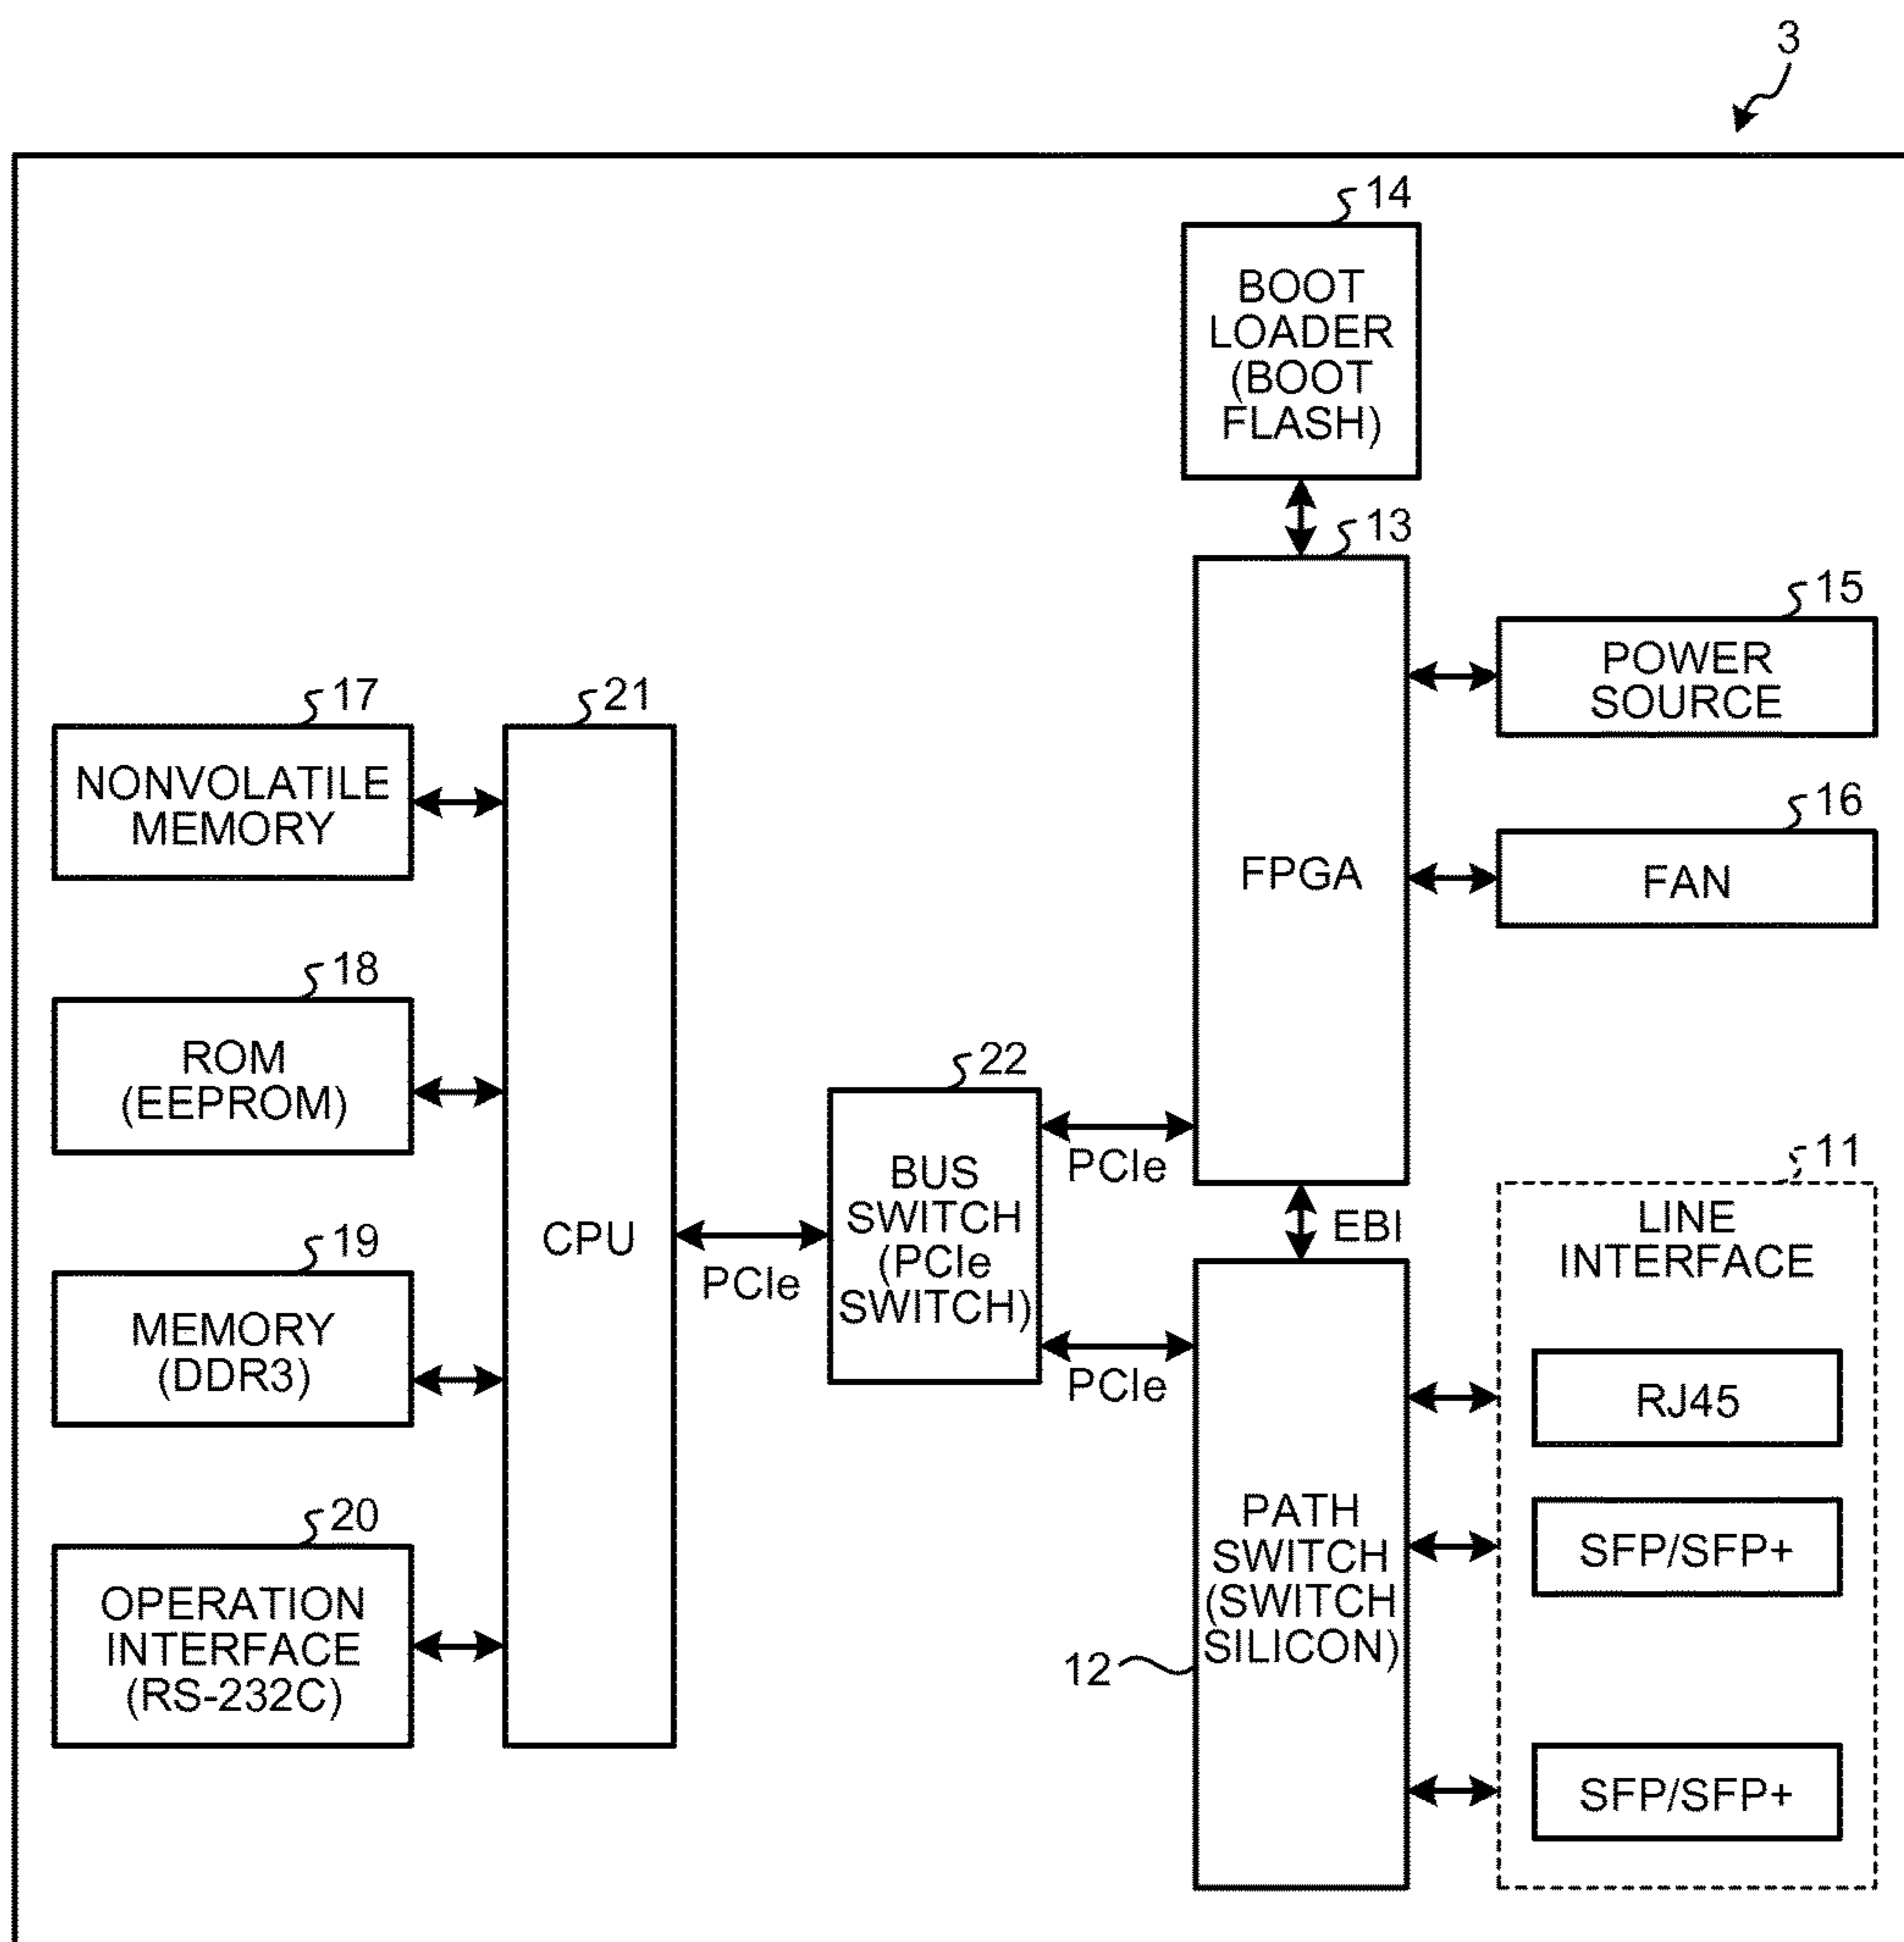 3
14
BOOT
LOADER
(BOOT
FLASH)
13
FPGA
15
POWER
SOURCE
16
FAN
17
NONVOLATILE
MEMORY
21
CPU
18
ROM
(EEPROM)
19
MEMORY
(DDR3)
20
OPERATION
INTERFACE
(RS-232C)
PCIe
22
BUS
SWITCH
(PCIe
SWITCH)
PCIe
PCIe
EBI
12
PATH
SWITCH
(SWITCH
SILICON)
11
LINE
INTERFACE
RJ45
SFP/SFP+
SFP/SFP+